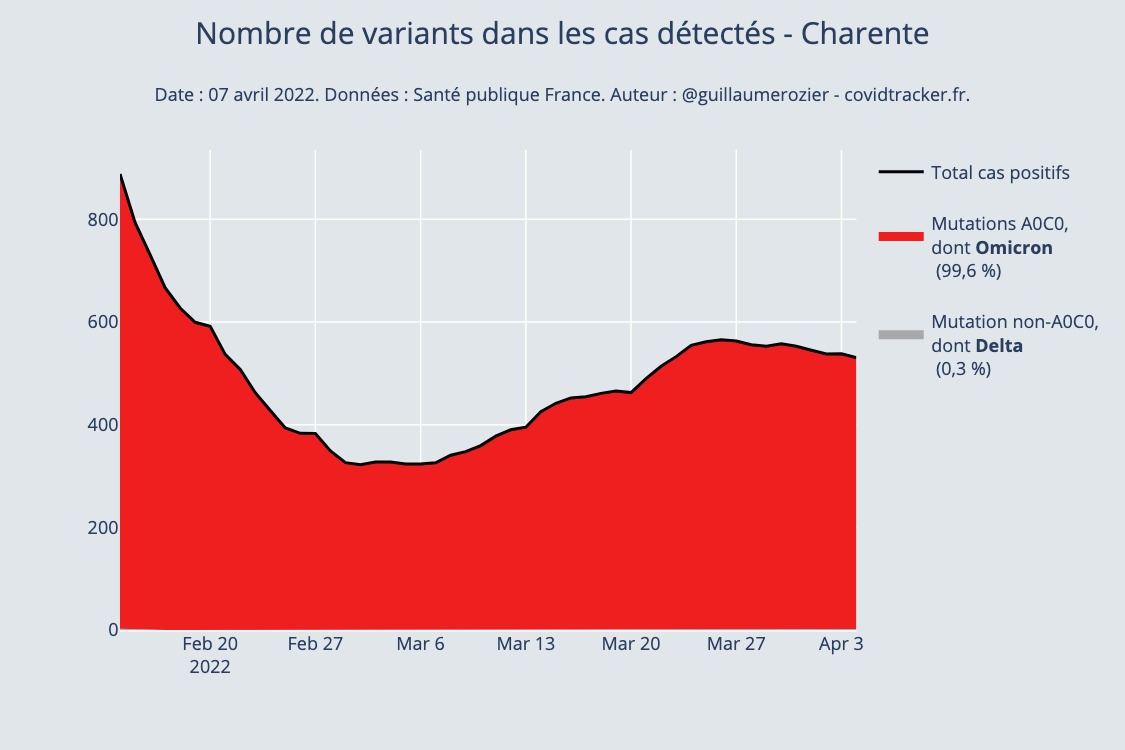 Nombre de variants dans les cas détectés - Charente
Date : 07 avril 2022. Données : Santé publique France. Auteur : @guillaumerozier - covidtracker.fr.
Total cas positifs
Mutations A0C0,
dont Omicron
(99,6 %)
Mutation non-A0C0,
dont Delta
(0,3 %)
800
600
400
200
0
Feb 20
2022
Feb 27
Mar 6
Mar 13
Mar 20
Mar 27
Apr 3